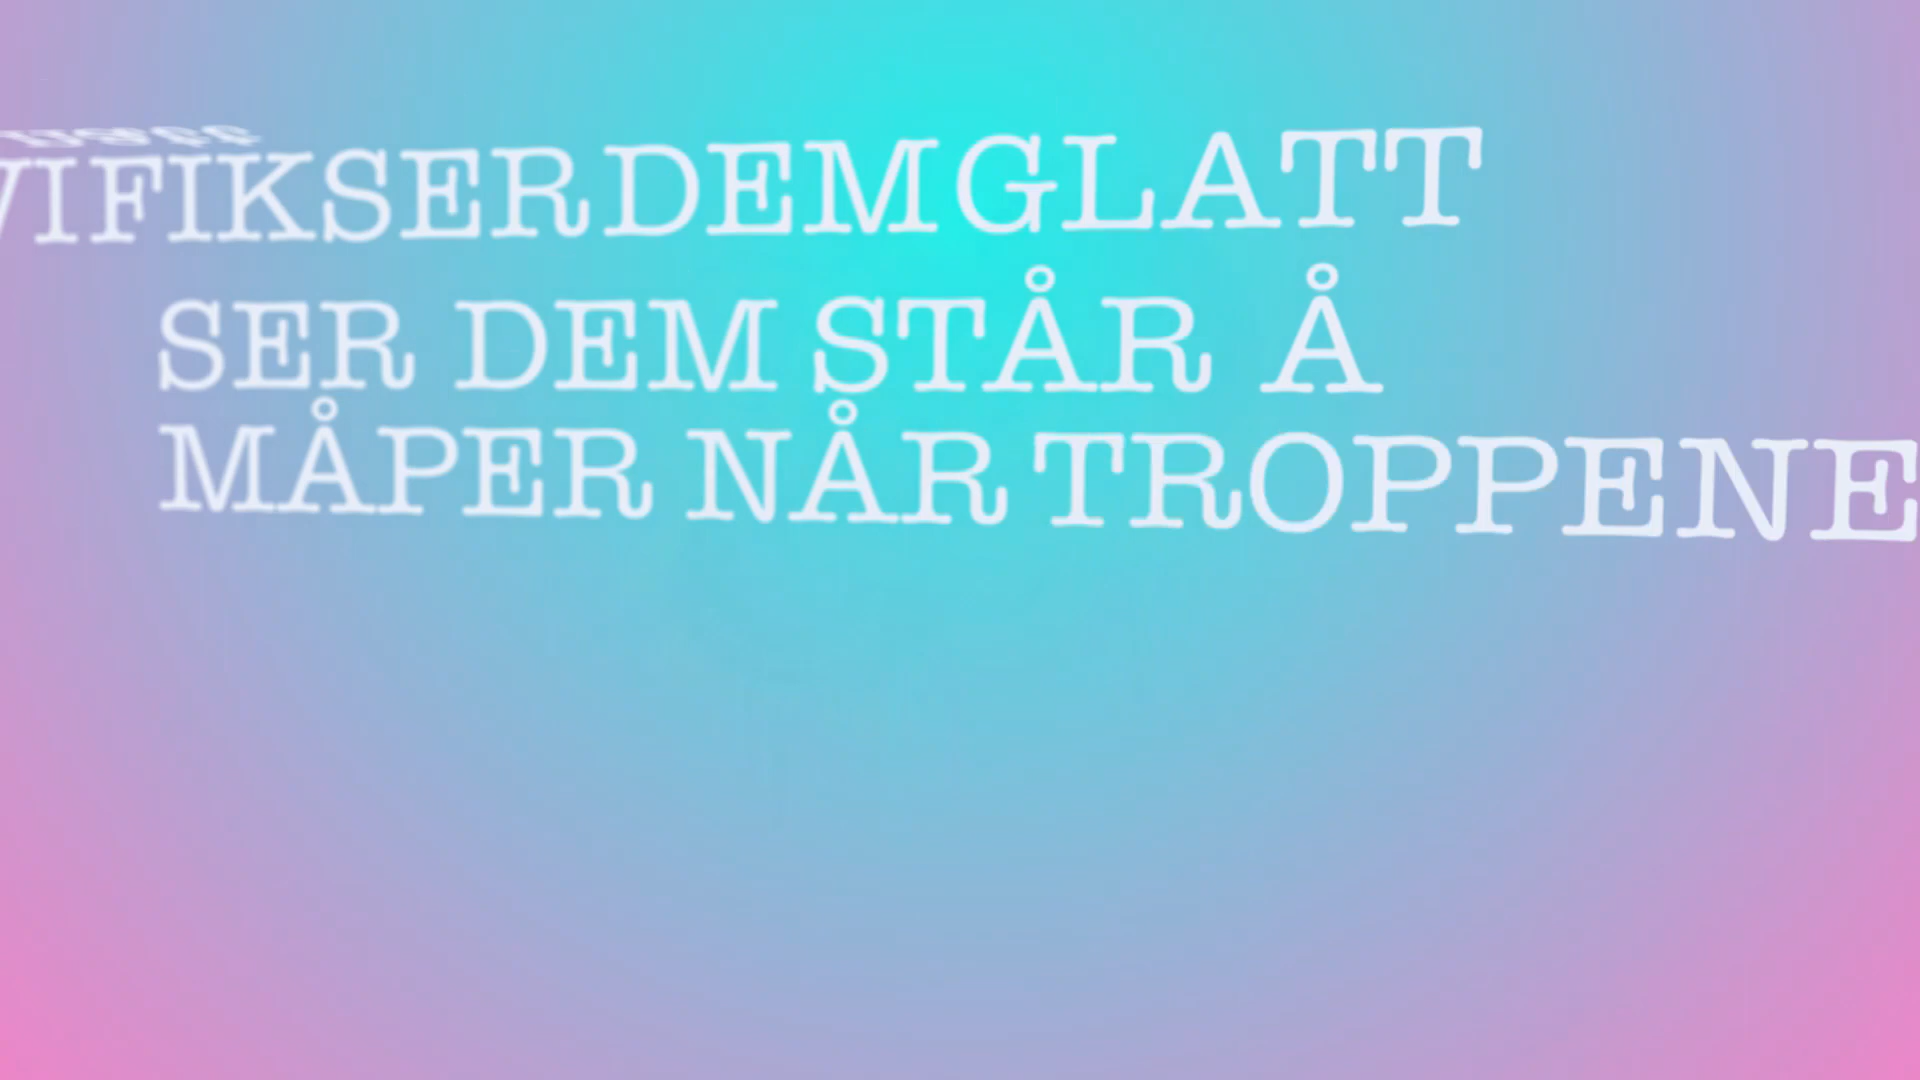 VI FIKSER DEM GLATT
SER DEM STÅR Å
MÅPER NÅR TROPPENE